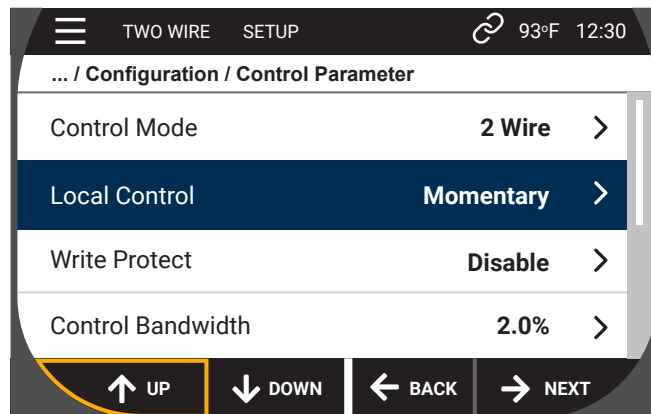 TWO WIRE SETUP 93°F 12:30
... / Configuration / Control Parameter
Control Mode 2 Wire
Local Control Momentary
Write Protect Disable
Control Bandwidth 2.0%
UP DOWN BACK NEXT